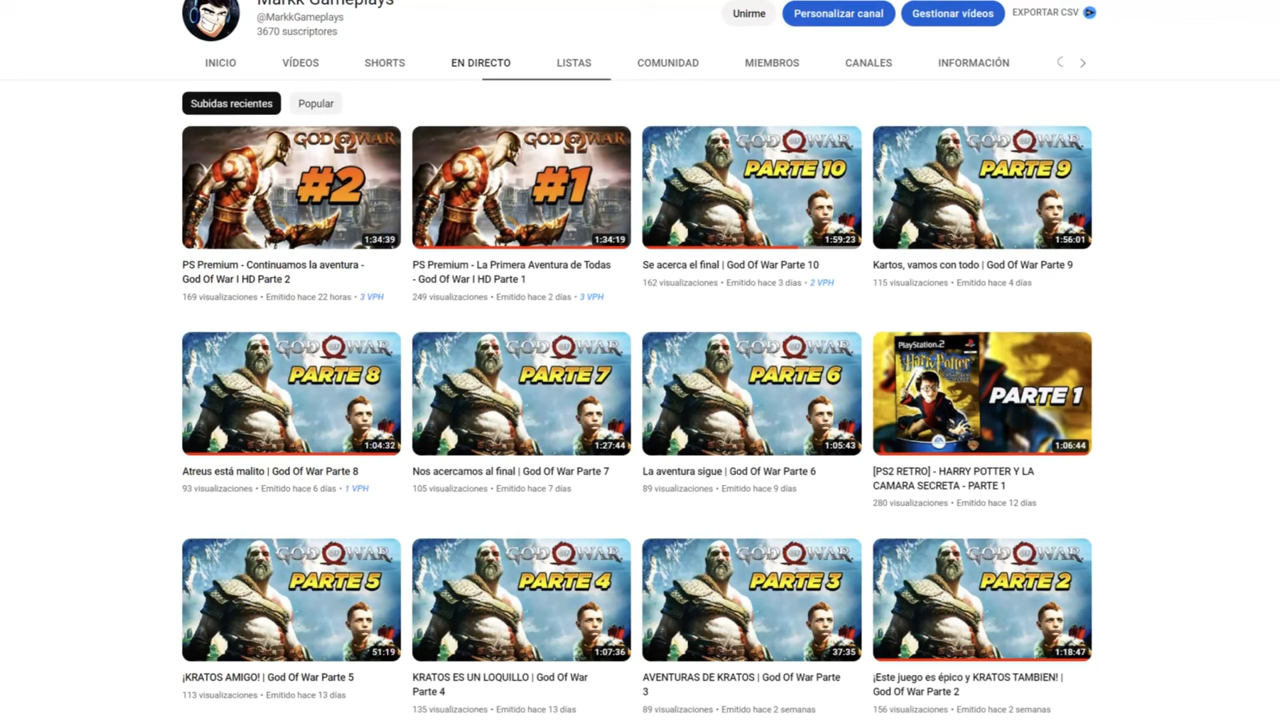 Markk Gameplays
@MarkkGameplays
3670 suscriptores
Unirme
Personalizar canal
Gestionar vídeos
EXPORTAR CSV
INICIO
VÍDEOS
SHORTS
EN DIRECTO
LISTAS
COMUNIDAD
MIEMBROS
CANALES
INFORMACIÓN
Subidas recientes
Popular
GOD OF WAR
#2
1:34:39
GOD OF WAR
#1
1:34:19
GOD OF WAR
PARTE 10
1:59:23
GOD OF WAR
PARTE 9
1:56:01
PS Premium - Continuamos la aventura -
God Of War I HD Parte 2
169 visualizaciones • Emitido hace 22 horas • 3 VPH
PS Premium - La Primera Aventura de Todas
- God Of War I HD Parte 1
249 visualizaciones • Emitido hace 2 días • 3 VPH
Se acerca el final | God Of War Parte 10
162 visualizaciones • Emitido hace 3 días • 2 VPH
Kartos, vamos con todo | God Of War Parte 9
115 visualizaciones • Emitido hace 4 días
GOD OF WAR
PARTE 8
1:04:32
GOD OF WAR
PARTE 7
1:27:44
GOD OF WAR
PARTE 6
1:05:43
PlayStation.2
Harry Potter
PARTE 1
EA
1:06:44
Atreus está malito | God Of War Parte 8
93 visualizaciones • Emitido hace 6 días • 1 VPH
Nos acercamos al final | God Of War Parte 7
105 visualizaciones • Emitido hace 7 días
La aventura sigue | God Of War Parte 6
89 visualizaciones • Emitido hace 9 días
[PS2 RETRO] - HARRY POTTER Y LA
CAMARA SECRETA - PARTE 1
280 visualizaciones • Emitido hace 12 días
GOD OF WAR
PARTE 5
51:19
GOD OF WAR
PARTE 4
1:07:36
GOD OF WAR
PARTE 3
37:35
GOD OF WAR
PARTE 2
1:18:47
¡KRATOS AMIGO! | God Of War Parte 5
113 visualizaciones • Emitido hace 13 días
KRATOS ES UN LOQUILLO | God Of War
Parte 4
135 visualizaciones • Emitido hace 13 días
AVENTURAS DE KRATOS | God Of War Parte
3
89 visualizaciones • Emitido hace 2 semanas
¡Este juego es épico y KRATOS TAMBIEN! |
God Of War Parte 2
156 visualizaciones • Emitido hace 2 semanas